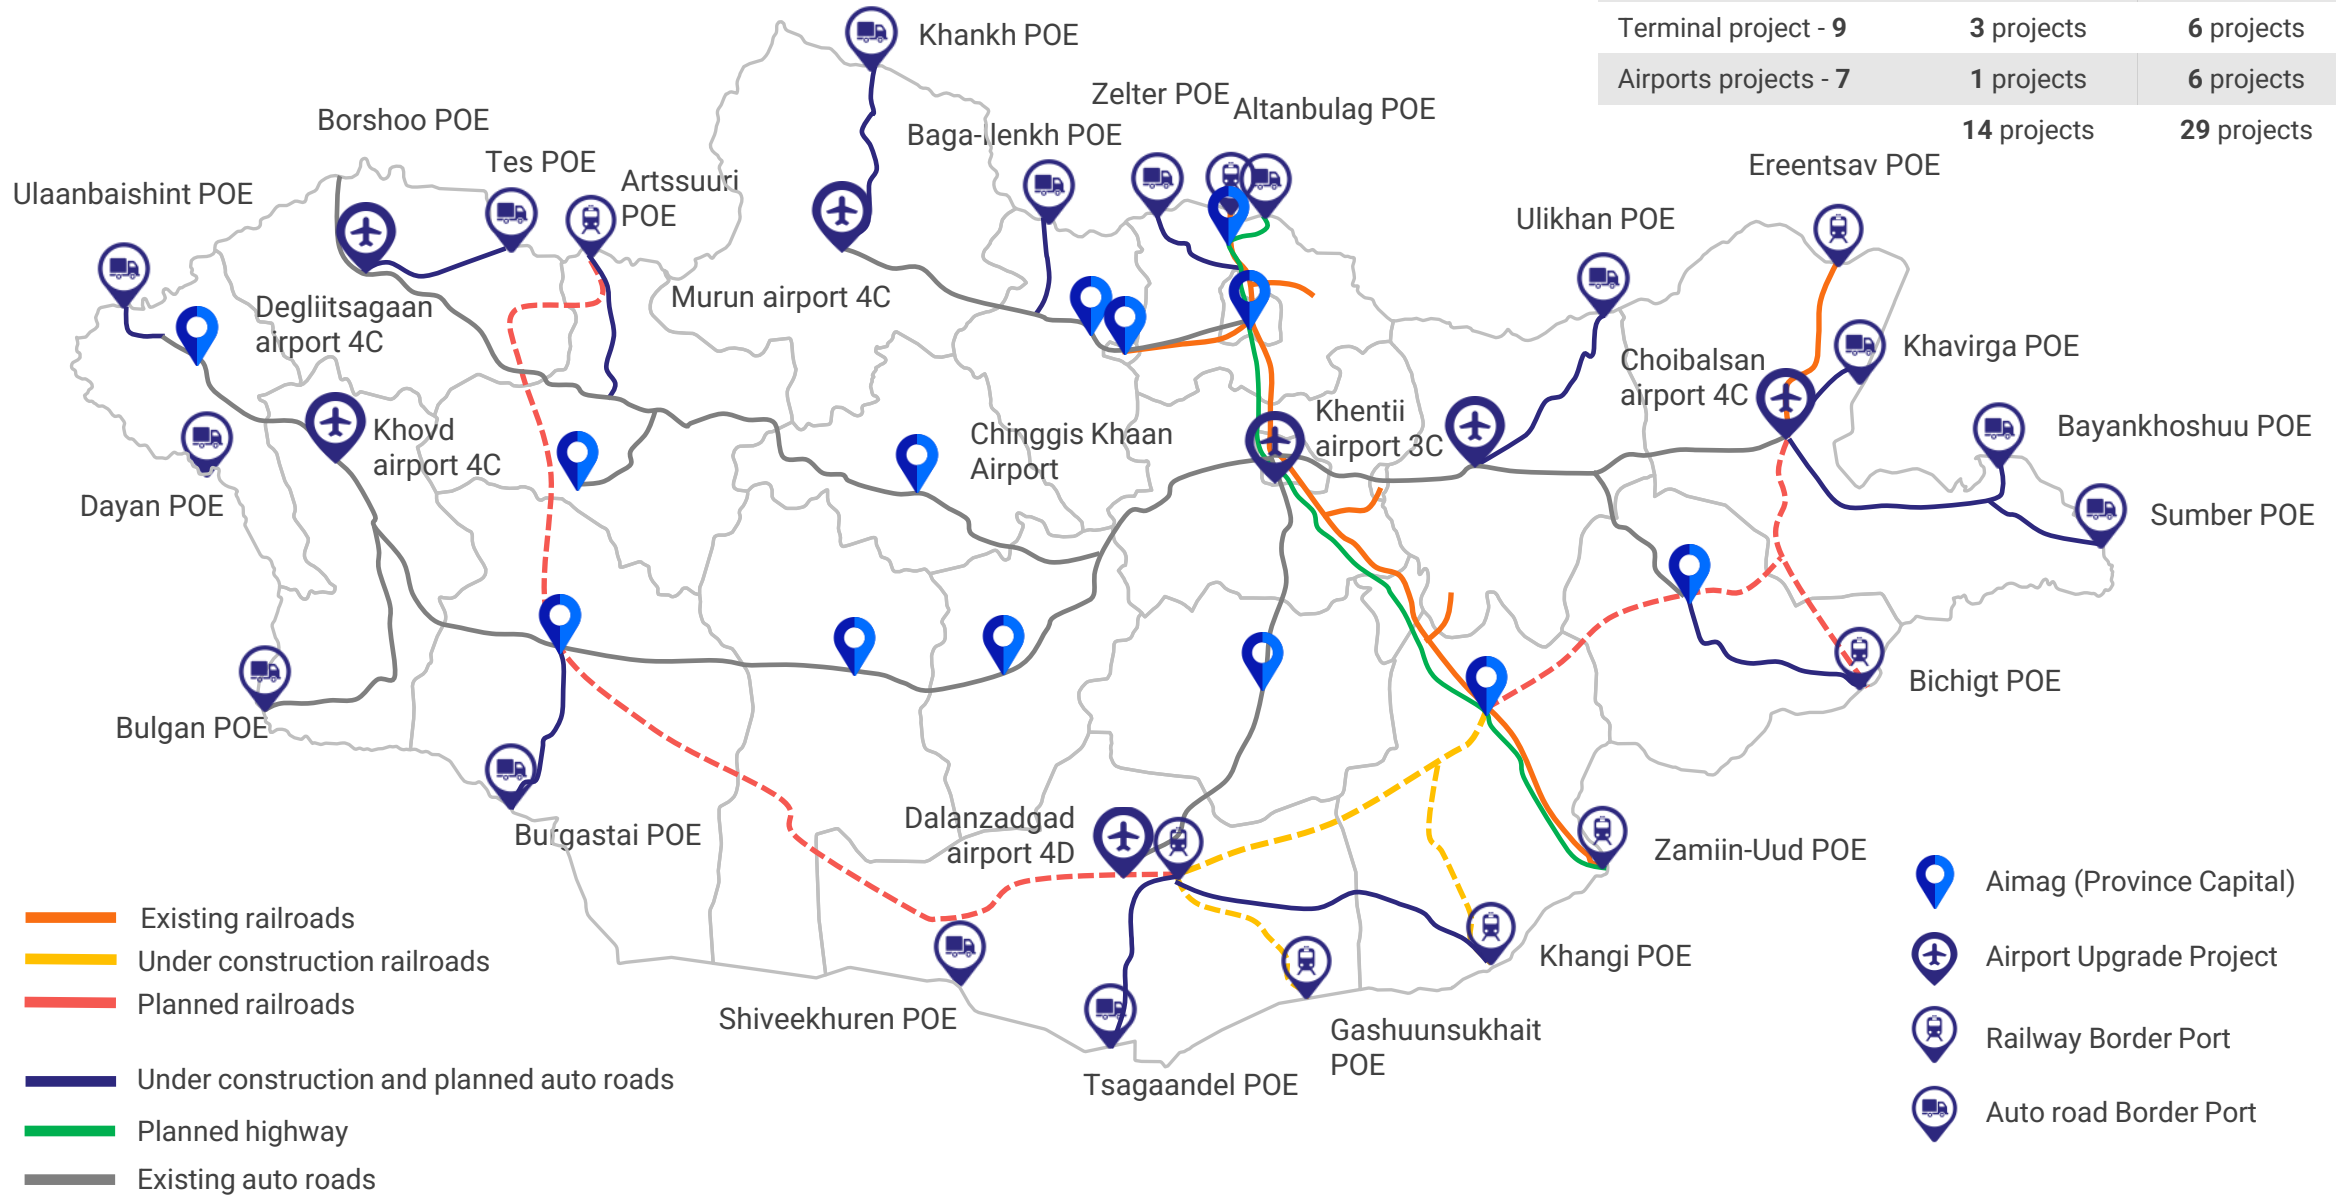 Terminal project - 9 3 projects 6 projects
Airports projects - 7 1 projects 6 projects
14 projects 29 projects
Khankh POE
Zelter POE
Altanbulag POE
Borshoo POE
Baga-Ilenkh POE
Tes POE
Artssuuri
POE
Ereentsav POE
Ulaanbaishint POE
Ulikhan POE
Murun airport 4C
Degliitsagaan
airport 4C
Khavirga POE
Choibalsan
airport 4C
Khentii
airport 3C
Khovd
airport 4C
Chinggis Khaan
Airport
Bayankhoshuu POE
Dayan POE
Sumber POE
Bichigt POE
Bulgan POE
Burgastai POE
Dalanzadgad
airport 4D
Zamiin-Uud POE
Khangi POE
Shiveekhuren POE
Gashuunsukhait
POE
Tsagaandel POE
Existing railroads
Under construction railroads
Planned railroads
Under construction and planned auto roads
Planned highway
Existing auto roads
Aimag (Province Capital)
Airport Upgrade Project
Railway Border Port
Auto road Border Port